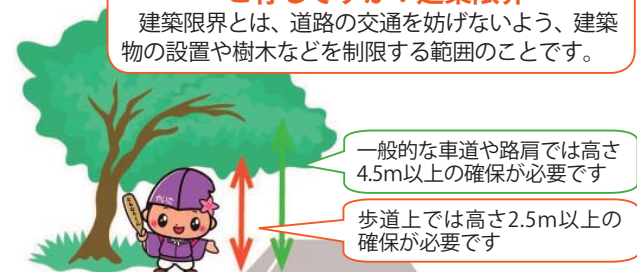 建築限界とは、道路の交通を妨げないよう、建築
物の設置や樹木などを制限する範囲のことです。
一般的な車道や路肩では高さ
4.5m以上の確保が必要です
やいこ
歩道上では高さ2.5m以上の
確保が必要です